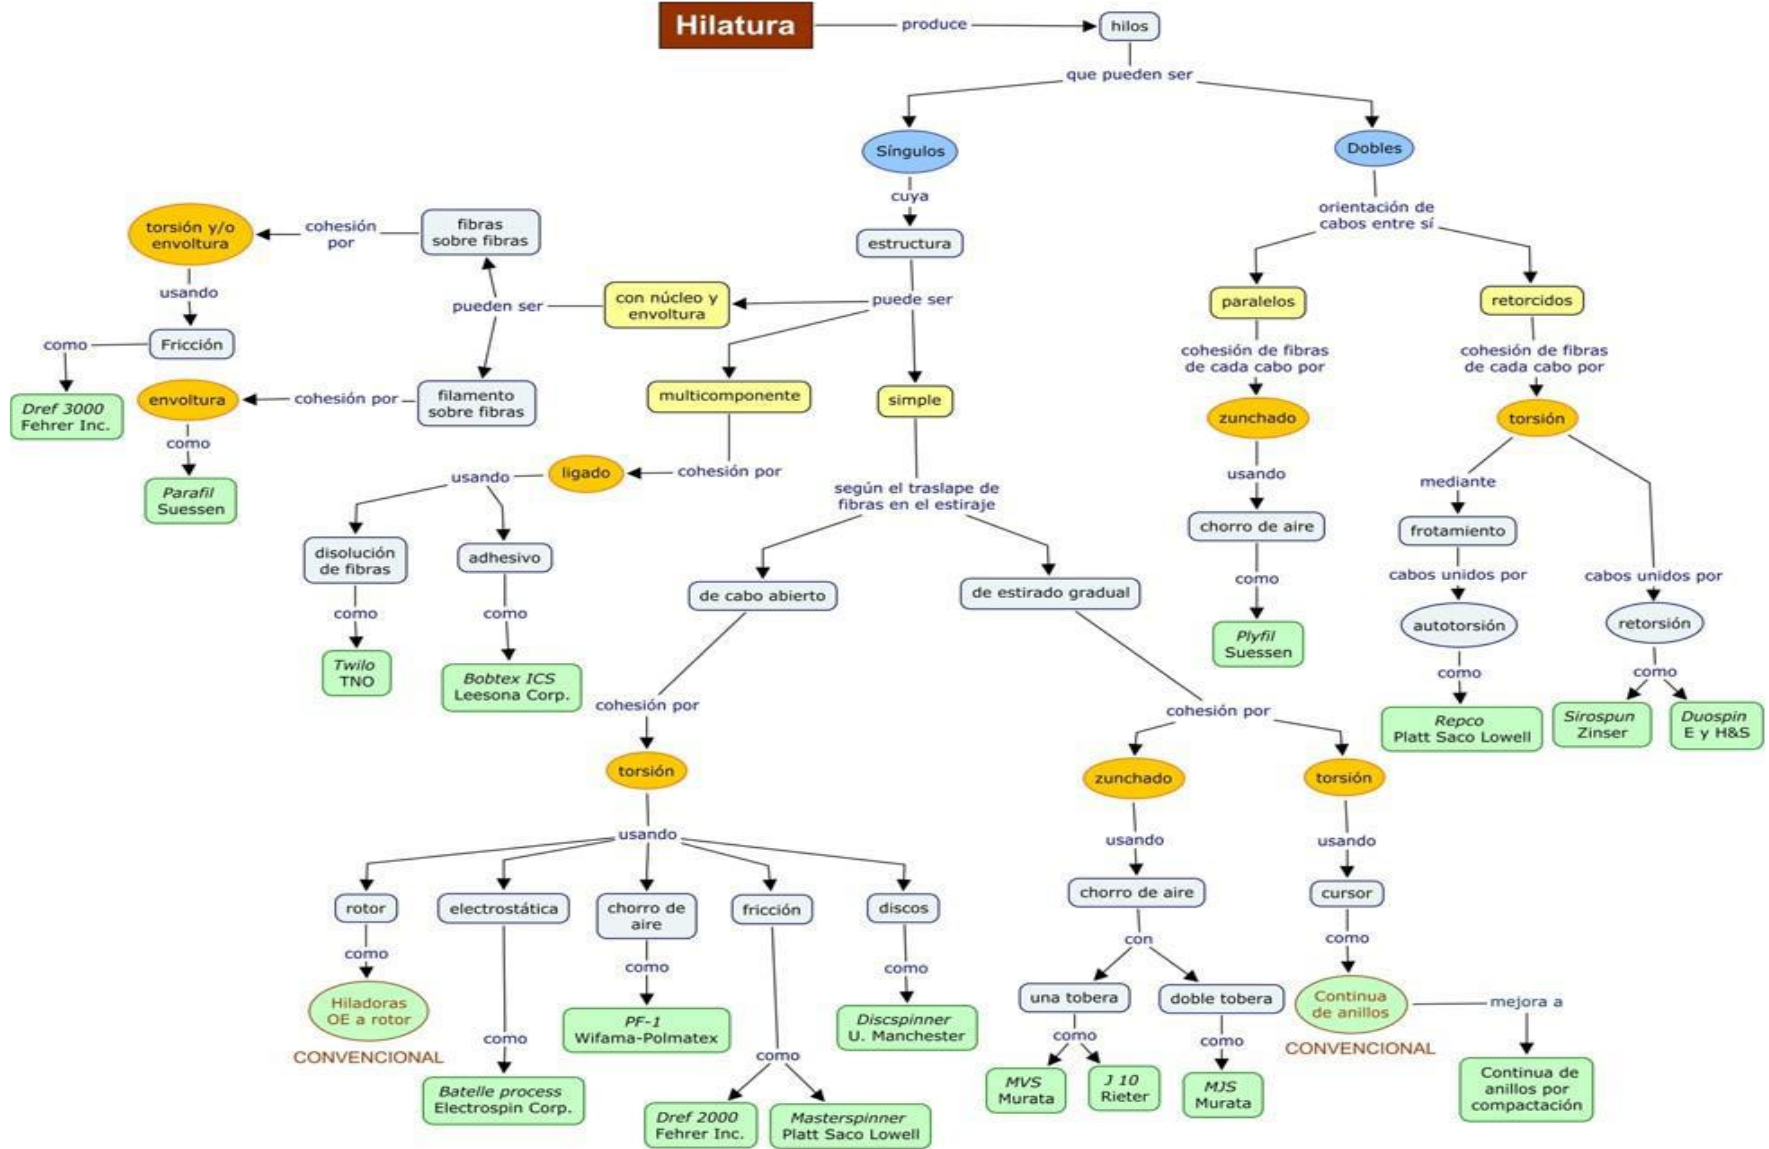 Hilatura
produce
hilos
que pueden ser
Síngulos
Dobles
cuya
estructura
puede ser
orientación de
cabos entre sí
con núcleo y
envoltura
pueden ser
fibras
sobre fibras
cohesión
por
torsión y/o
envoltura
usando
Fricción
como
Dref 3000
Fehrer Inc.
filamento
sobre fibras
cohesión por
envoltura
como
Parafil
Suessen
multicomponente
cohesión por
ligado
usando
disolución
de fibras
como
Twilo
TNO
adhesivo
como
Bobtex ICS
Leesona Corp.
simple
según el traslape de
fibras en el estiraje
de cabo abierto
cohesión por
torsión
usando
rotor
como
Hiladoras
OE a rotor
CONVENCIONAL
electrostática
como
Batelle process
Electrospin Corp.
chorro de
aire
como
PF-1
Wifama-Polmatex
fricción
como
Dref 2000
Fehrer Inc.
Masterspinner
Platt Saco Lowell
discos
como
Discspinner
U. Manchester
de estirado gradual
cohesión por
zunchado
usando
chorro de aire
con
una tobera
como
MVS
Murata
J 10
Rieter
doble tobera
como
MJS
Murata
torsión
usando
cursor
como
Continua
de anillos
CONVENCIONAL
mejora a
Continua de
anillos por
compactación
paralelos
cohesión de fibras
de cada cabo por
zunchado
usando
chorro de aire
como
Plyfil
Suessen
retorcidos
cohesión de fibras
de cada cabo por
torsión
mediante
frotamiento
cabos unidos por
autotorsión
como
Repco
Platt Saco Lowell
cabos unidos por
retorsión
como
Sirospun
Zinser
Duospin
E y H&S